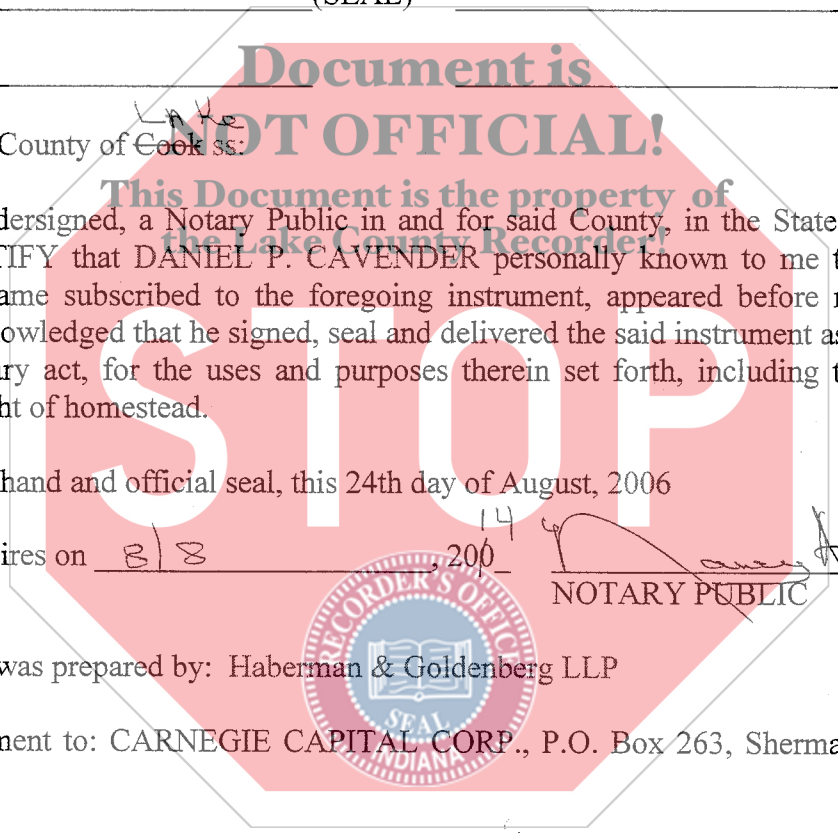 (SEAL)
Document is
NOT OFFICIAL!
This Document is the property of
the Lake County Recorder!
STOP
Lake
County of Cook ss:
dersigned, a Notary Public in and for said County, in the State
TIFY that DANIEL P. CAVENDER personally known to me t
ame subscribed to the foregoing instrument, appeared before
owledged that he signed, seal and delivered the said instrument as
ry act, for the uses and purposes therein set forth, including t
ht of homestead.
hand and official seal, this 24th day of August, 2006
ires on 8/8, 200 14
NOTARY PUBLIC
RECORDER'S OFFICE
SEAL
INDIANA
was prepared by: Haberman & Goldenberg LLP
nent to: CARNEGIE CAPITAL CORP., P.O. Box 263, Sherma